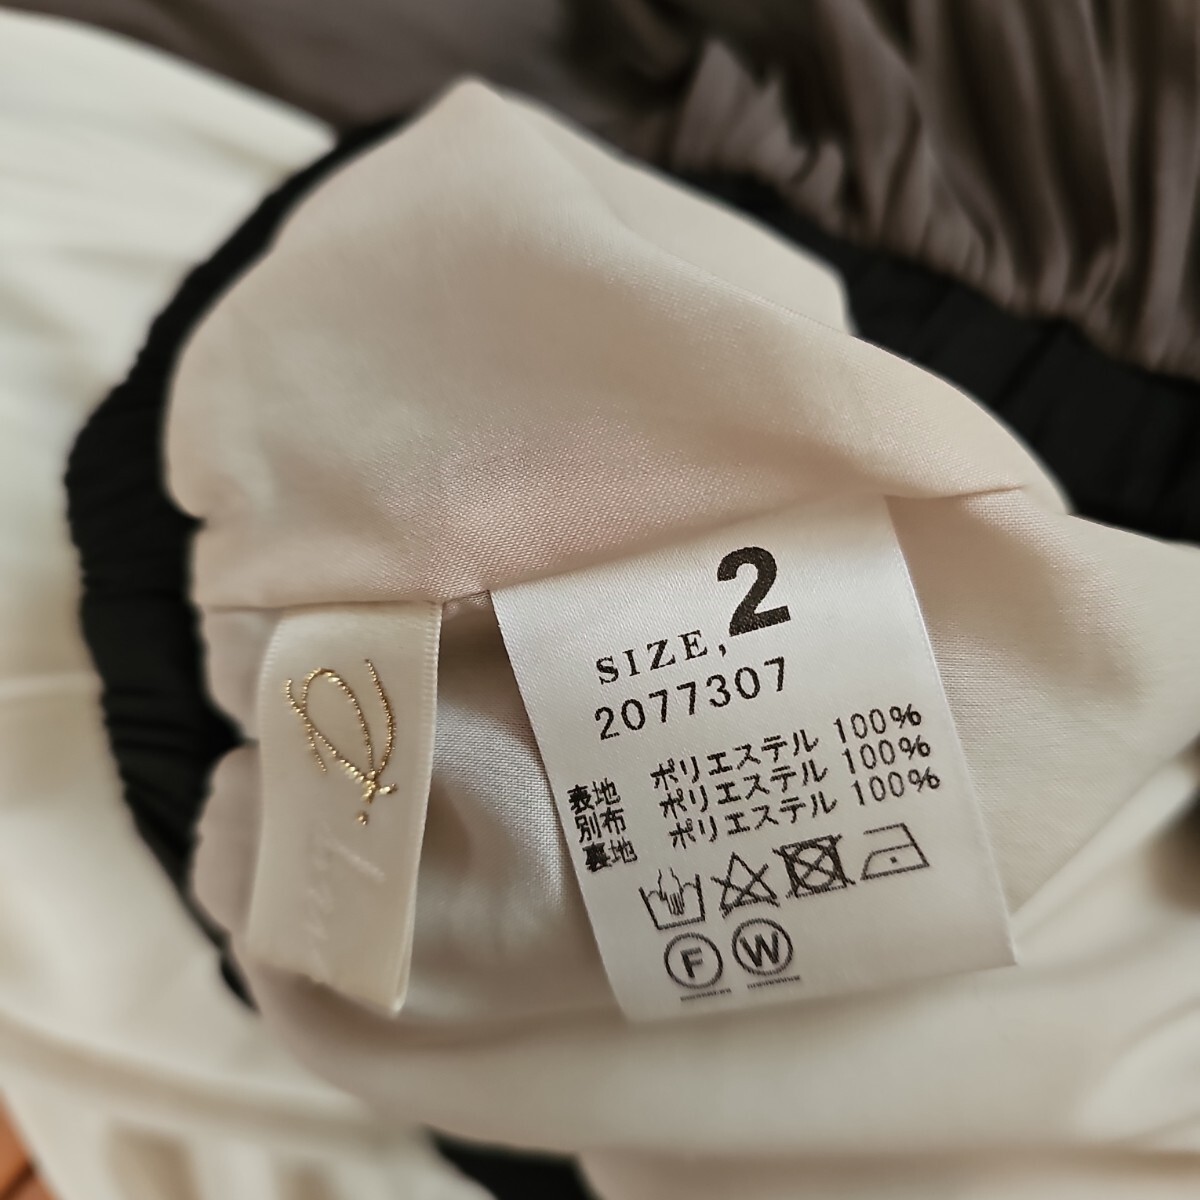 SIZE, 2
2077307
表地 ポリエステル 100%
別布 ポリエステル 100%
裏地 ポリエステル 100%
F W